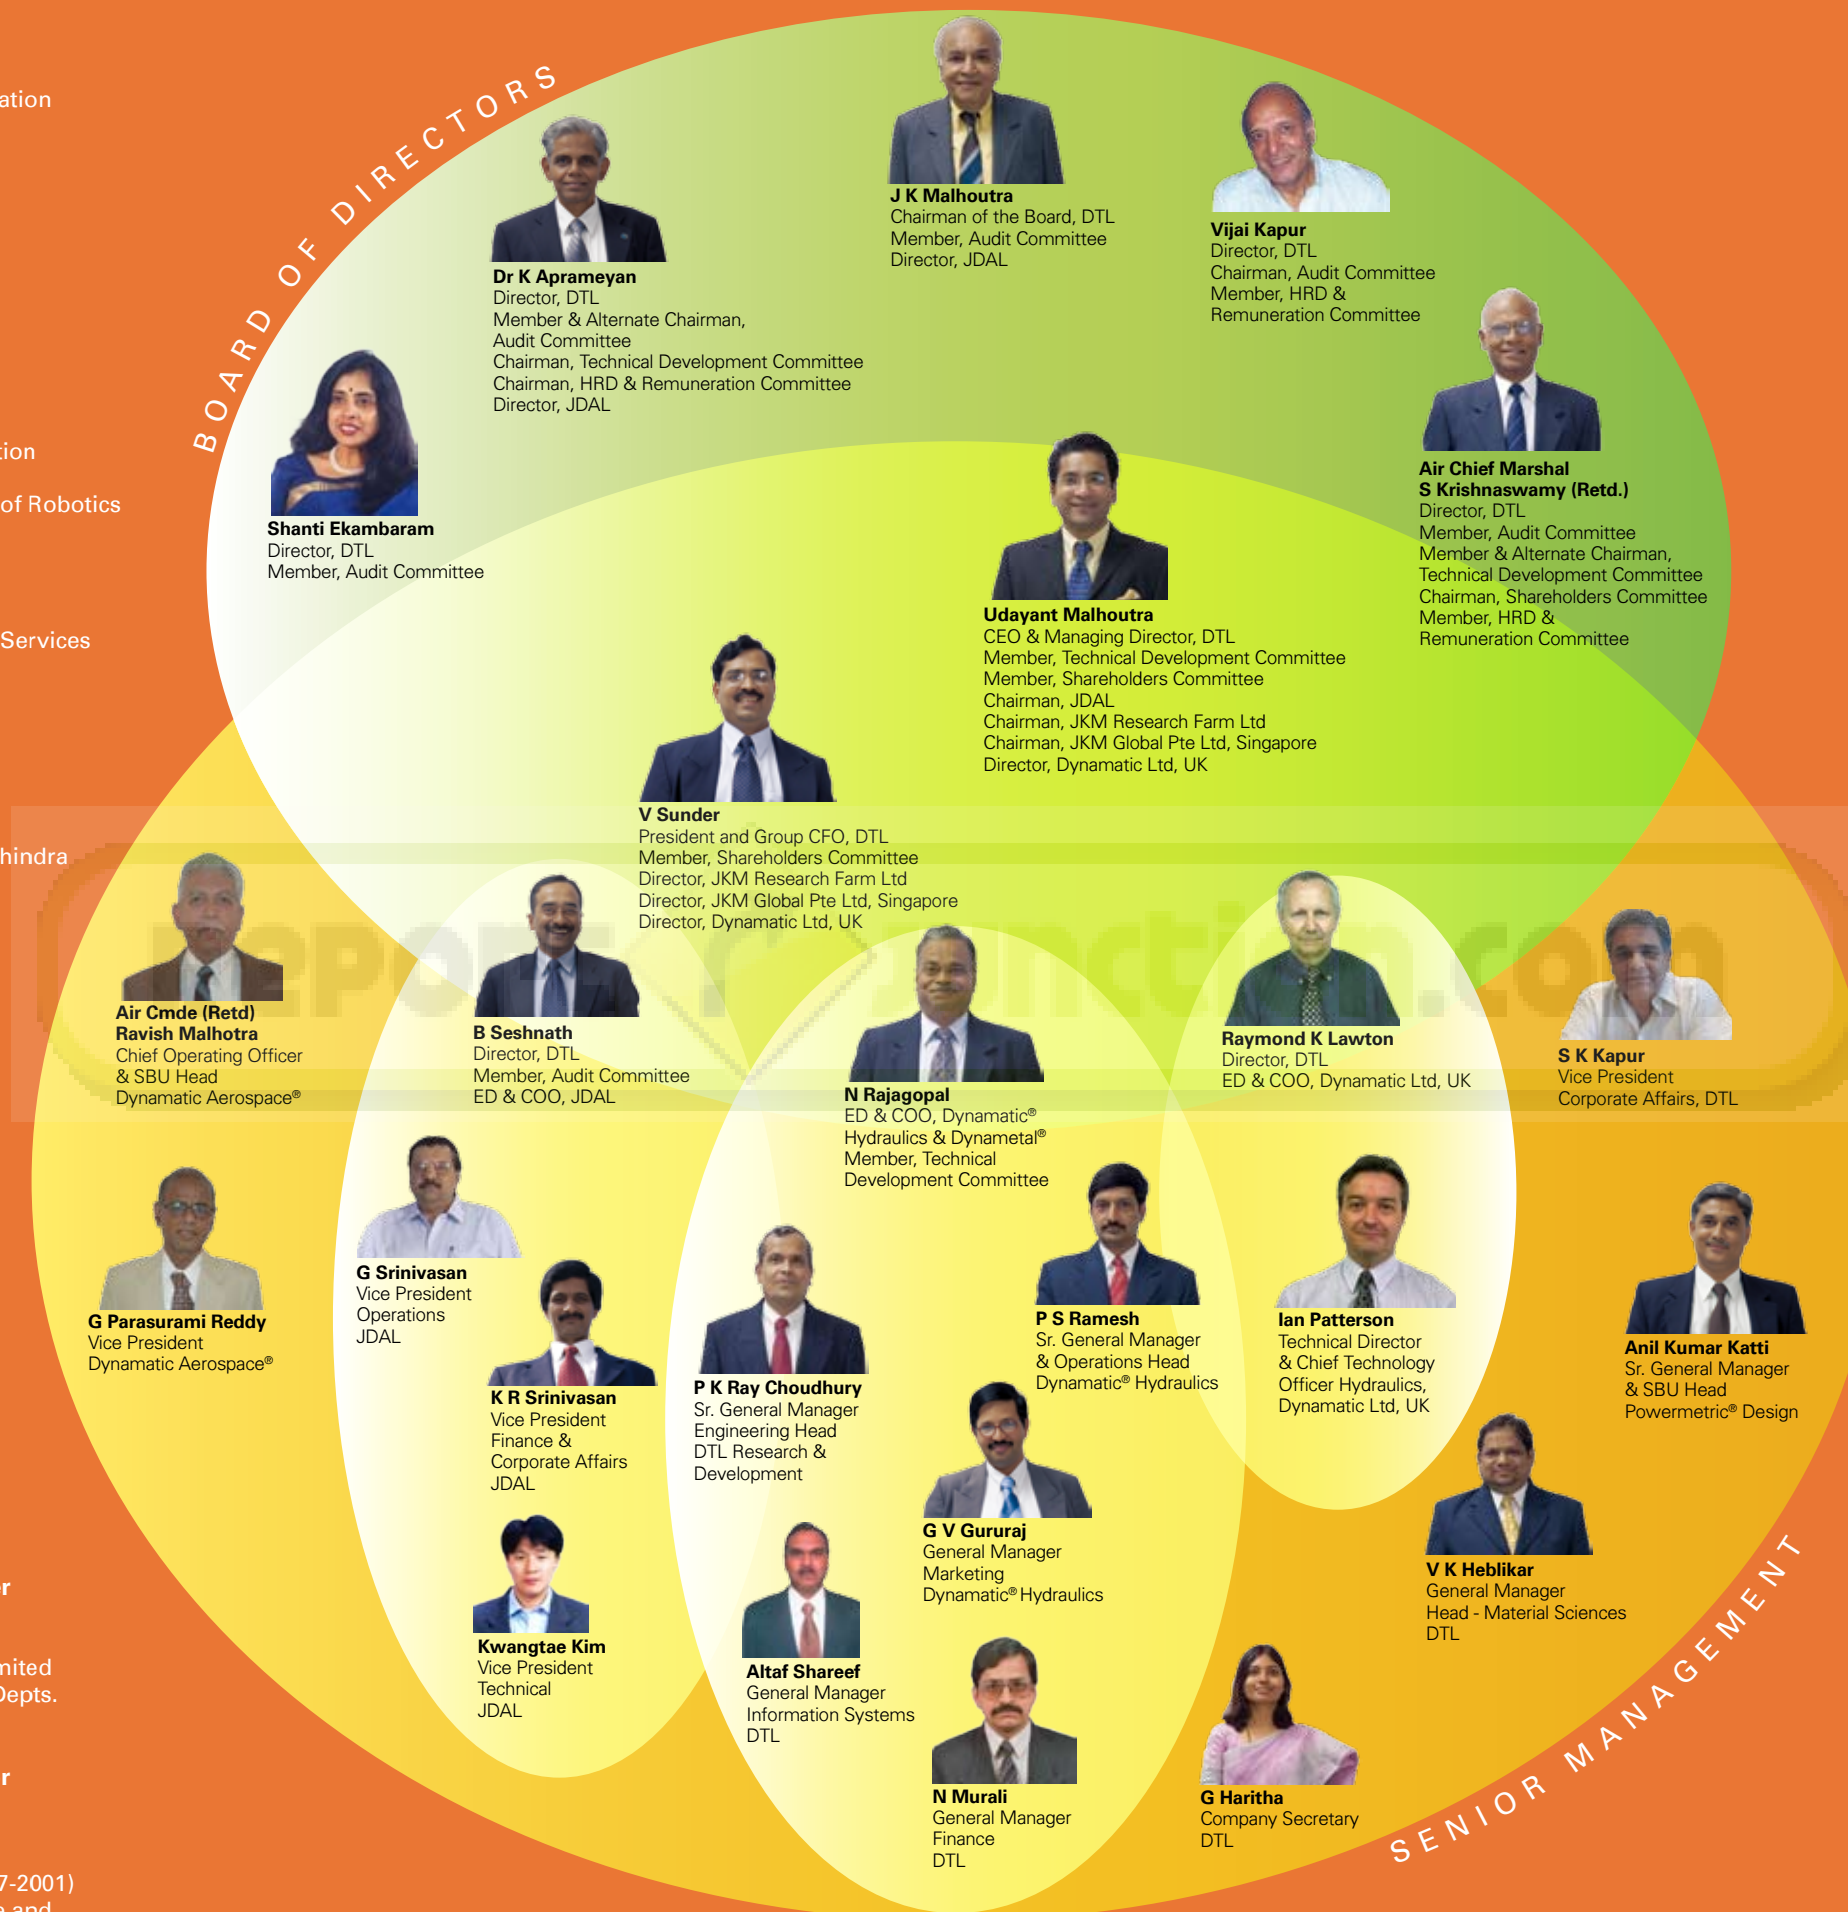 ation
tion
of Robotics
Services
hindra
er
mited
Depts.
er
7-2001)
e and
BOARD OF DIRECTORS
J K Malhoutra
Chairman of the Board, DTL
Member, Audit Committee
Director, JDAL
Vijai Kapur
Director, DTL
Chairman, Audit Committee
Member, HRD &
Remuneration Committee
Dr K Aprameyan
Director, DTL
Member & Alternate Chairman,
Audit Committee
Chairman, Technical Development Committee
Chairman, HRD & Remuneration Committee
Director, JDAL
Air Chief Marshal
S Krishnaswamy (Retd.)
Director, DTL
Member, Audit Committee
Member & Alternate Chairman,
Technical Development Committee
Chairman, Shareholders Committee
Member, HRD &
Remuneration Committee
Shanti Ekambaram
Director, DTL
Member, Audit Committee
Udayant Malhoutra
CEO & Managing Director, DTL
Member, Technical Development Committee
Member, Shareholders Committee
Chairman, JDAL
Chairman, JKM Research Farm Ltd
Chairman, JKM Global Pte Ltd, Singapore
Director, Dynamatic Ltd, UK
V Sunder
President and Group CFO, DTL
Member, Shareholders Committee
Director, JKM Research Farm Ltd
Director, JKM Global Pte Ltd, Singapore
Director, Dynamatic Ltd, UK
Air Cmde (Retd)
Ravish Malhotra
Chief Operating Officer
& SBU Head
Dynamatic Aerospace®
B Seshnath
Director, DTL
Member, Audit Committee
ED & COO, JDAL
N Rajagopal
ED & COO, Dynamatic®
Hydraulics & Dynametal®
Member, Technical
Development Committee
Raymond K Lawton
Director, DTL
ED & COO, Dynamatic Ltd, UK
S K Kapur
Vice President
Corporate Affairs, DTL
G Parasurami Reddy
Vice President
Dynamatic Aerospace®
G Srinivasan
Vice President
Operations
JDAL
K R Srinivasan
Vice President
Finance &
Corporate Affairs
JDAL
P K Ray Choudhury
Sr. General Manager
Engineering Head
DTL Research &
Development
P S Ramesh
Sr. General Manager
& Operations Head
Dynamatic® Hydraulics
Ian Patterson
Technical Director
& Chief Technology
Officer Hydraulics,
Dynamatic Ltd, UK
Anil Kumar Katti
Sr. General Manager
& SBU Head
Powermetric® Design
G V Gururaj
General Manager
Marketing
Dynamatic® Hydraulics
V K Heblikar
General Manager
Head - Material Sciences
DTL
Kwangtae Kim
Vice President
Technical
JDAL
Altaf Shareef
General Manager
Information Systems
DTL
N Murali
General Manager
Finance
DTL
G Haritha
Company Secretary
DTL
SENIOR MANAGEMENT
report junction.com